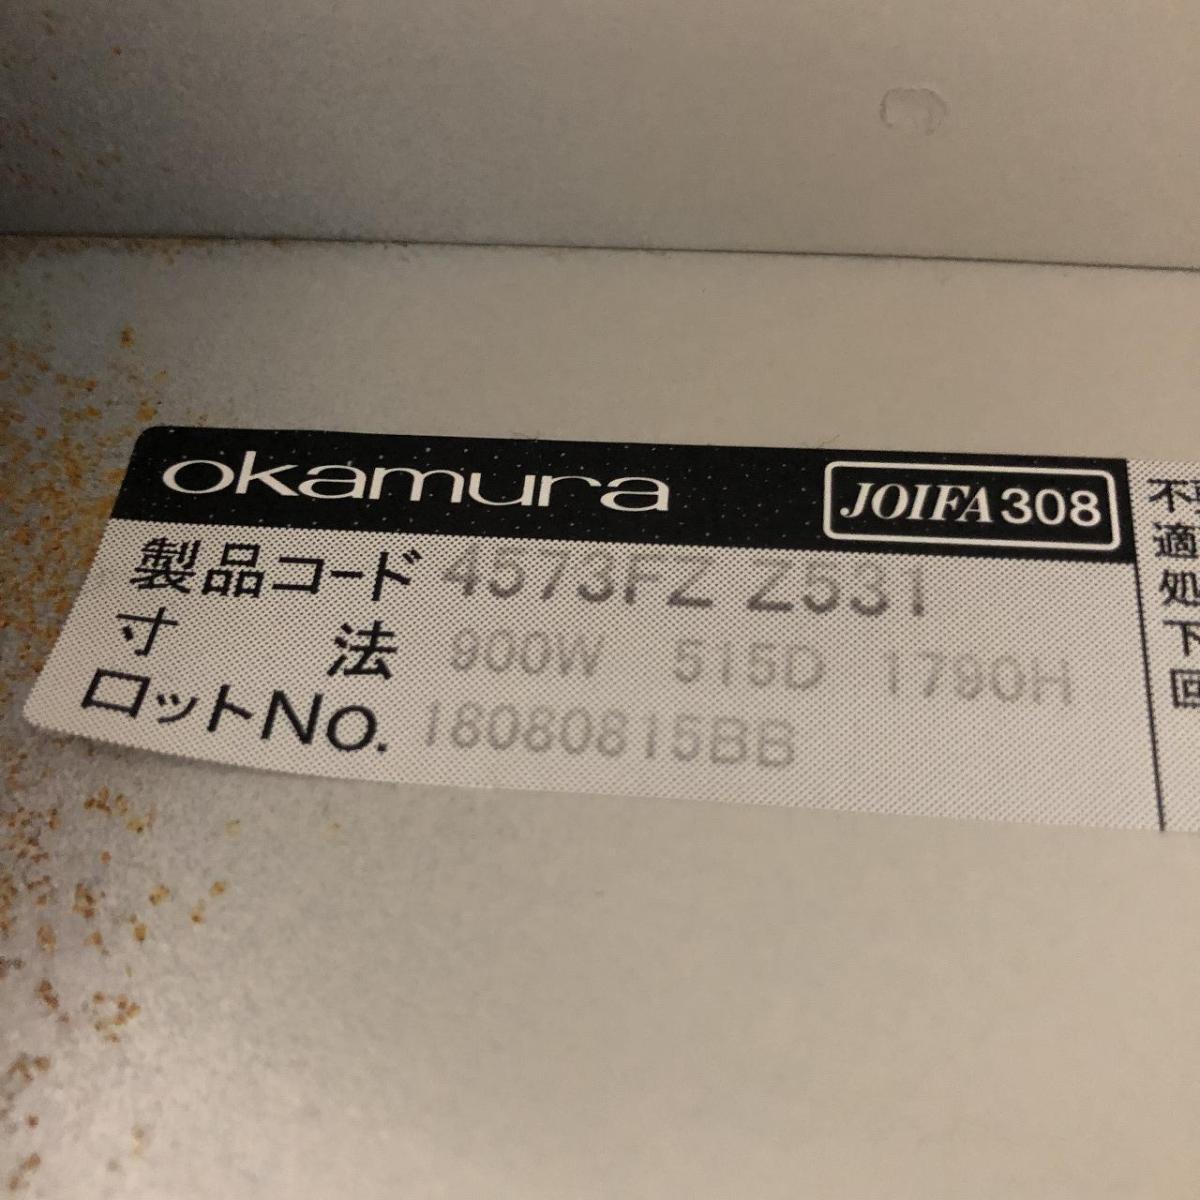 okamura JOIFA308
製品コード 4573FZ Z531
寸 法 900W 515D 1790H
ロットNo. 18080815BB
不
適
処
下
回